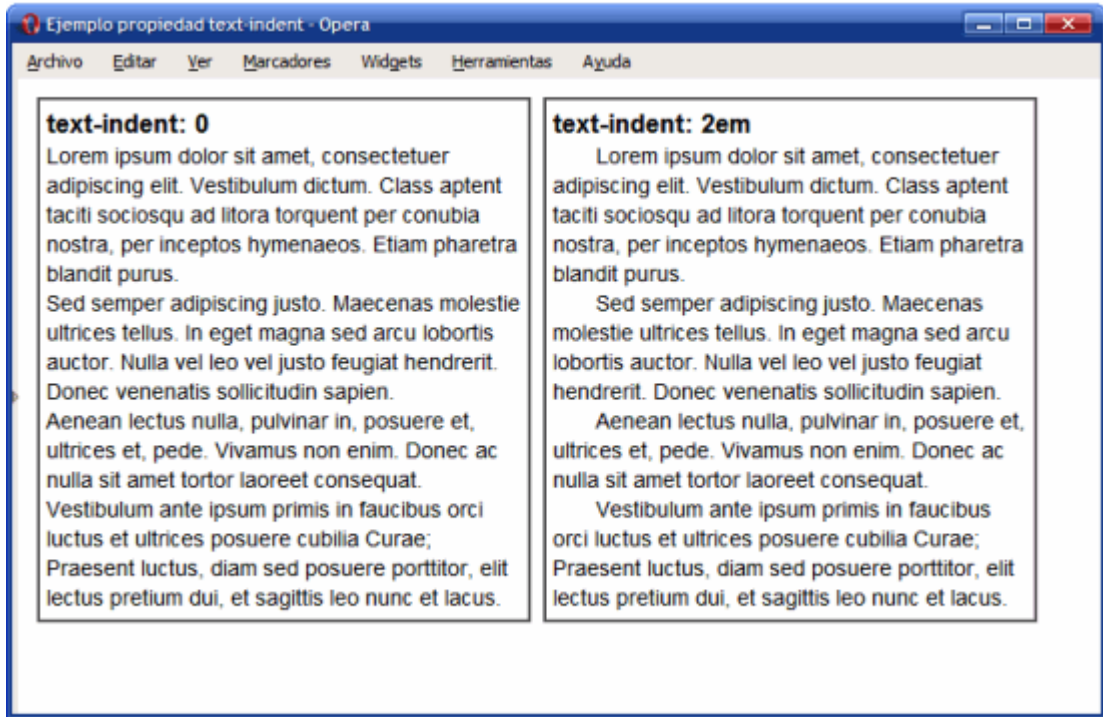 Ejemplo propiedad text-indent - Opera
Archivo Editar Ver Marcadores Widgets Herramientas Ayuda
text-indent: 0
Lorem ipsum dolor sit amet, consectetuer
adipiscing elit. Vestibulum dictum. Class aptent
taciti sociosqu ad litora torquent per conubia
nostra, per inceptos hymenaeos. Etiam pharetra
blandit purus.
Sed semper adipiscing justo. Maecenas molestie
ultrices tellus. In eget magna sed arcu lobortis
auctor. Nulla vel leo vel justo feugiat hendrerit.
Donec venenatis sollicitudin sapien.
Aenean lectus nulla, pulvinar in, posuere et,
ultrices et, pede. Vivamus non enim. Donec ac
nulla sit amet tortor laoreet consequat.
Vestibulum ante ipsum primis in faucibus orci
luctus et ultrices posuere cubilia Curae;
Praesent luctus, diam sed posuere porttitor, elit
lectus pretium dui, et sagittis leo nunc et lacus.
text-indent: 2em
Lorem ipsum dolor sit amet, consectetuer
adipiscing elit. Vestibulum dictum. Class aptent
taciti sociosqu ad litora torquent per conubia
nostra, per inceptos hymenaeos. Etiam pharetra
blandit purus.
Sed semper adipiscing justo. Maecenas
molestie ultrices tellus. In eget magna sed arcu
lobortis auctor. Nulla vel leo vel justo feugiat
hendrerit. Donec venenatis sollicitudin sapien.
Aenean lectus nulla, pulvinar in, posuere et,
ultrices et, pede. Vivamus non enim. Donec ac
nulla sit amet tortor laoreet consequat.
Vestibulum ante ipsum primis in faucibus
orci luctus et ultrices posuere cubilia Curae;
Praesent luctus, diam sed posuere porttitor, elit
lectus pretium dui, et sagittis leo nunc et lacus.